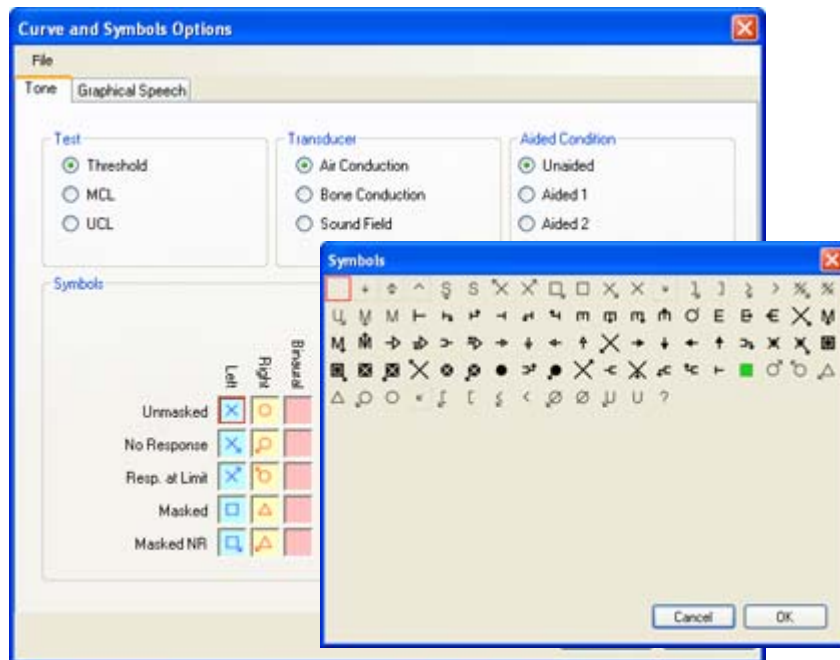 Curve and Symbols Options
File
Tone Graphical Speech
Test
Threshold
MCL
UCL
Transducer
Air Conduction
Bone Conduction
Sound Field
Aided Condition
Unaided
Aided 1
Aided 2
Symbols
Left
Right
Binaural
Unmasked
No Response
Resp. at Limit
Masked
Masked NR
Symbols
Cancel OK